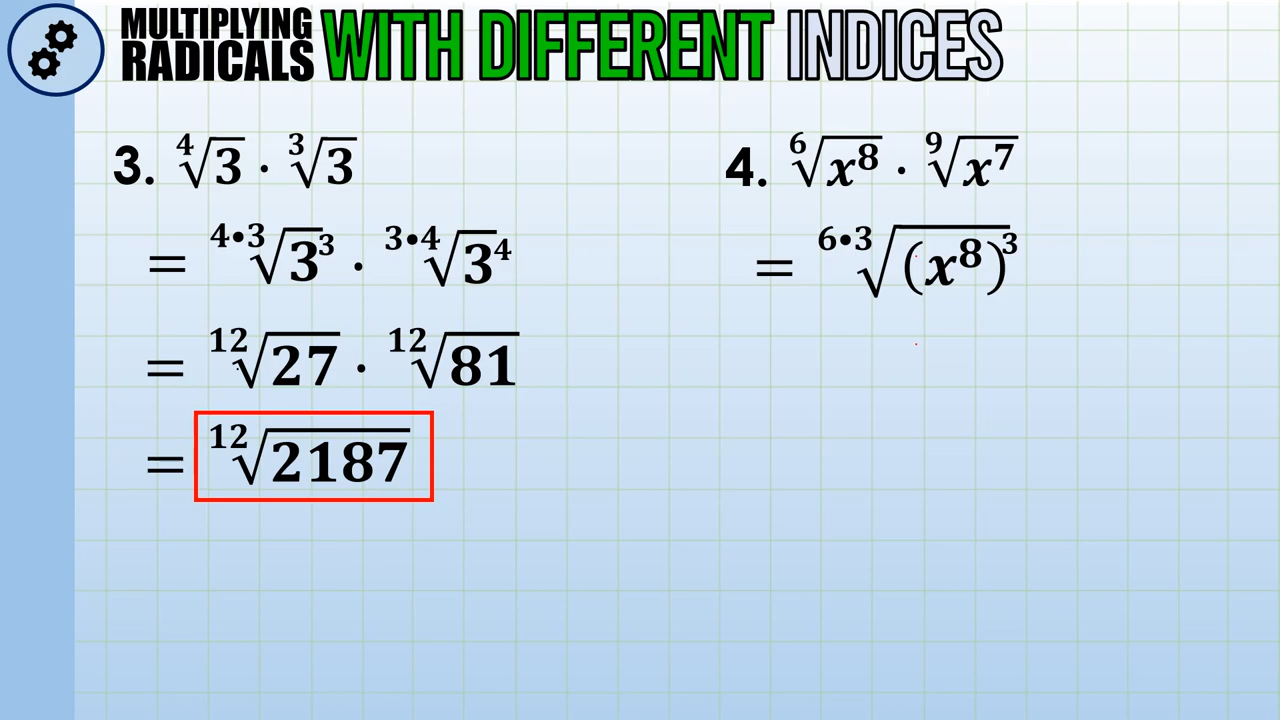 MULTIPLYING RADICALS WITH DIFFERENT INDICES
3. ⁴√3 · ³√3
= ⁴•³√3³ · ³•⁴√3⁴
= ¹²√27 · ¹²√81
= ¹²√2187
4. ⁶√x⁸ · ⁹√x⁷
= ⁶•³√(x⁸)³